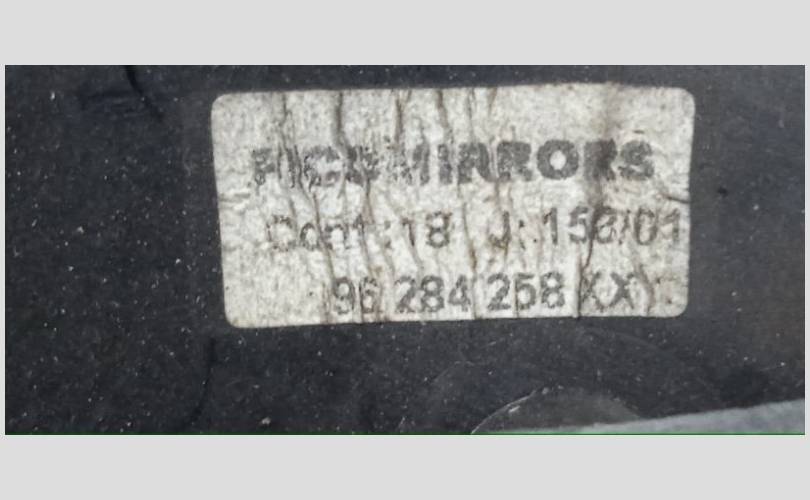 FICOMIRRORS
Cont.:18 J.:156/01
96 284 258 XX